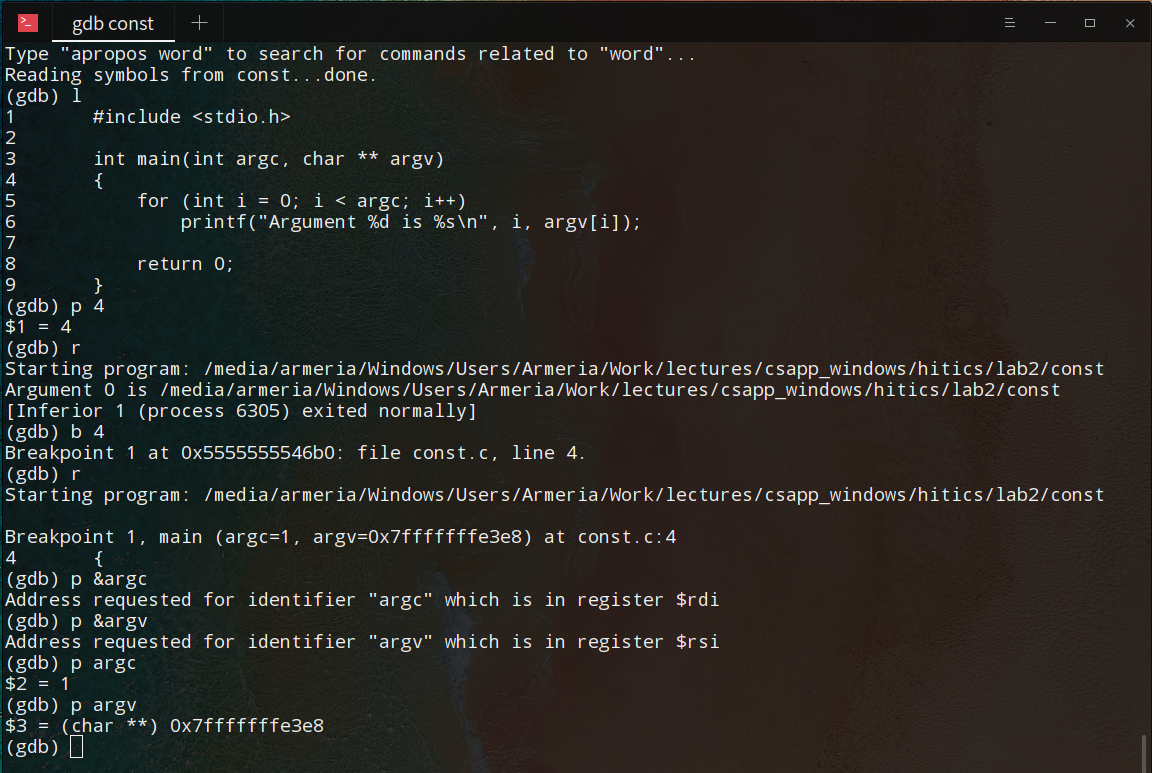 gdb const
Type "apropos word" to search for commands related to "word"...
Reading symbols from const...done.
(gdb) l
1       #include <stdio.h>
2
3       int main(int argc, char ** argv)
4       {
5           for (int i = 0; i < argc; i++)
6               printf("Argument %d is %s\n", i, argv[i]);
7
8           return 0;
9       }
(gdb) p 4
$1 = 4
(gdb) r
Starting program: /media/armeria/Windows/Users/Armeria/Work/lectures/csapp_windows/hitics/lab2/const
Argument 0 is /media/armeria/Windows/Users/Armeria/Work/lectures/csapp_windows/hitics/lab2/const
[Inferior 1 (process 6305) exited normally]
(gdb) b 4
Breakpoint 1 at 0x5555555546b0: file const.c, line 4.
(gdb) r
Starting program: /media/armeria/Windows/Users/Armeria/Work/lectures/csapp_windows/hitics/lab2/const

Breakpoint 1, main (argc=1, argv=0x7fffffffe3e8) at const.c:4
4       {
(gdb) p &argc
Address requested for identifier "argc" which is in register $rdi
(gdb) p &argv
Address requested for identifier "argv" which is in register $rsi
(gdb) p argc
$2 = 1
(gdb) p argv
$3 = (char **) 0x7fffffffe3e8
(gdb)